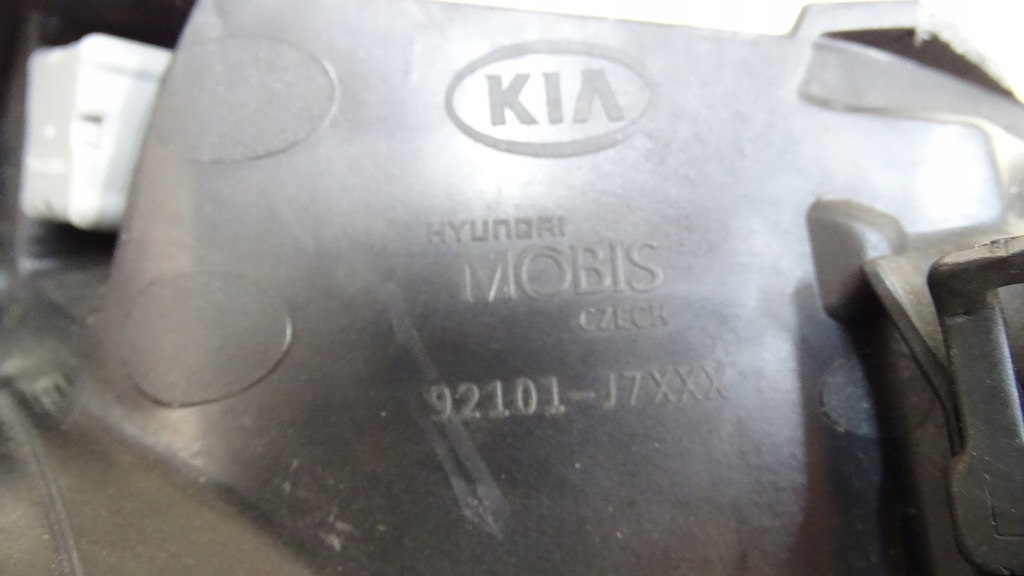 KIA
HYUNDAI
MOBIS
CZECH
92101-J7XXX